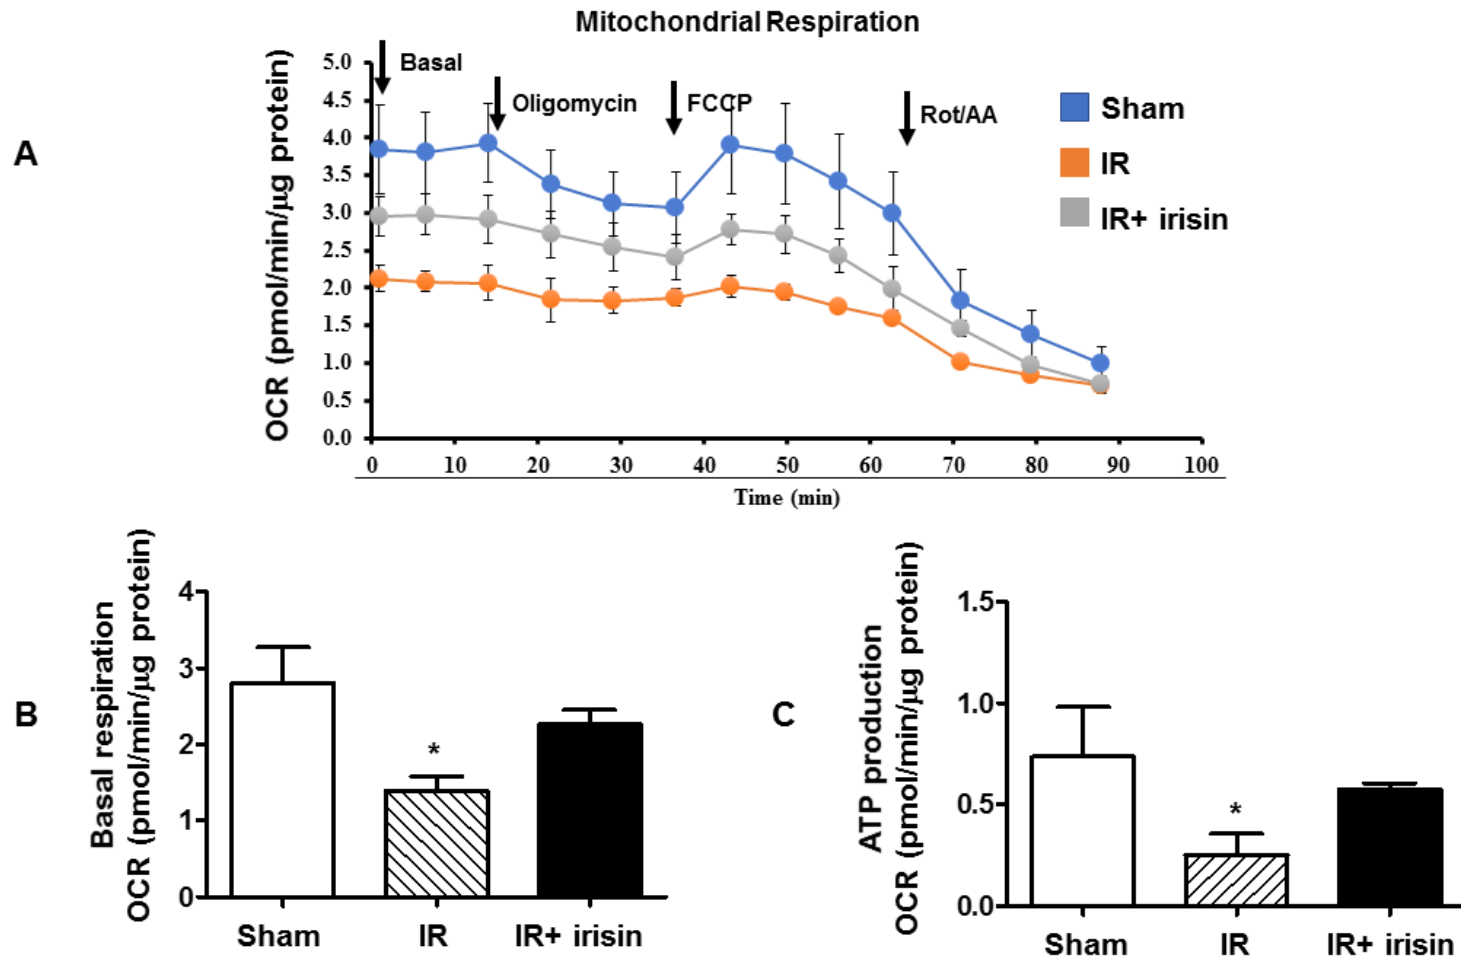 Mitochondrial Respiration
A
OCR (pmol/min/µg protein)
5.0
4.5
4.0
3.5
3.0
2.5
2.0
1.5
1.0
0.5
0.0
Basal
Oligomycin
FCCP
Rot/AA
Sham
IR
IR+ irisin
0 10 20 30 40 50 60 70 80 90 100
Time (min)
B
Basal respiration
OCR (pmol/min/µg protein)
4
3
2
1
0
*
Sham IR IR+ irisin
C
ATP production
OCR (pmol/min/µg protein)
1.5
1.0
0.5
0.0
*
Sham IR IR+ irisin